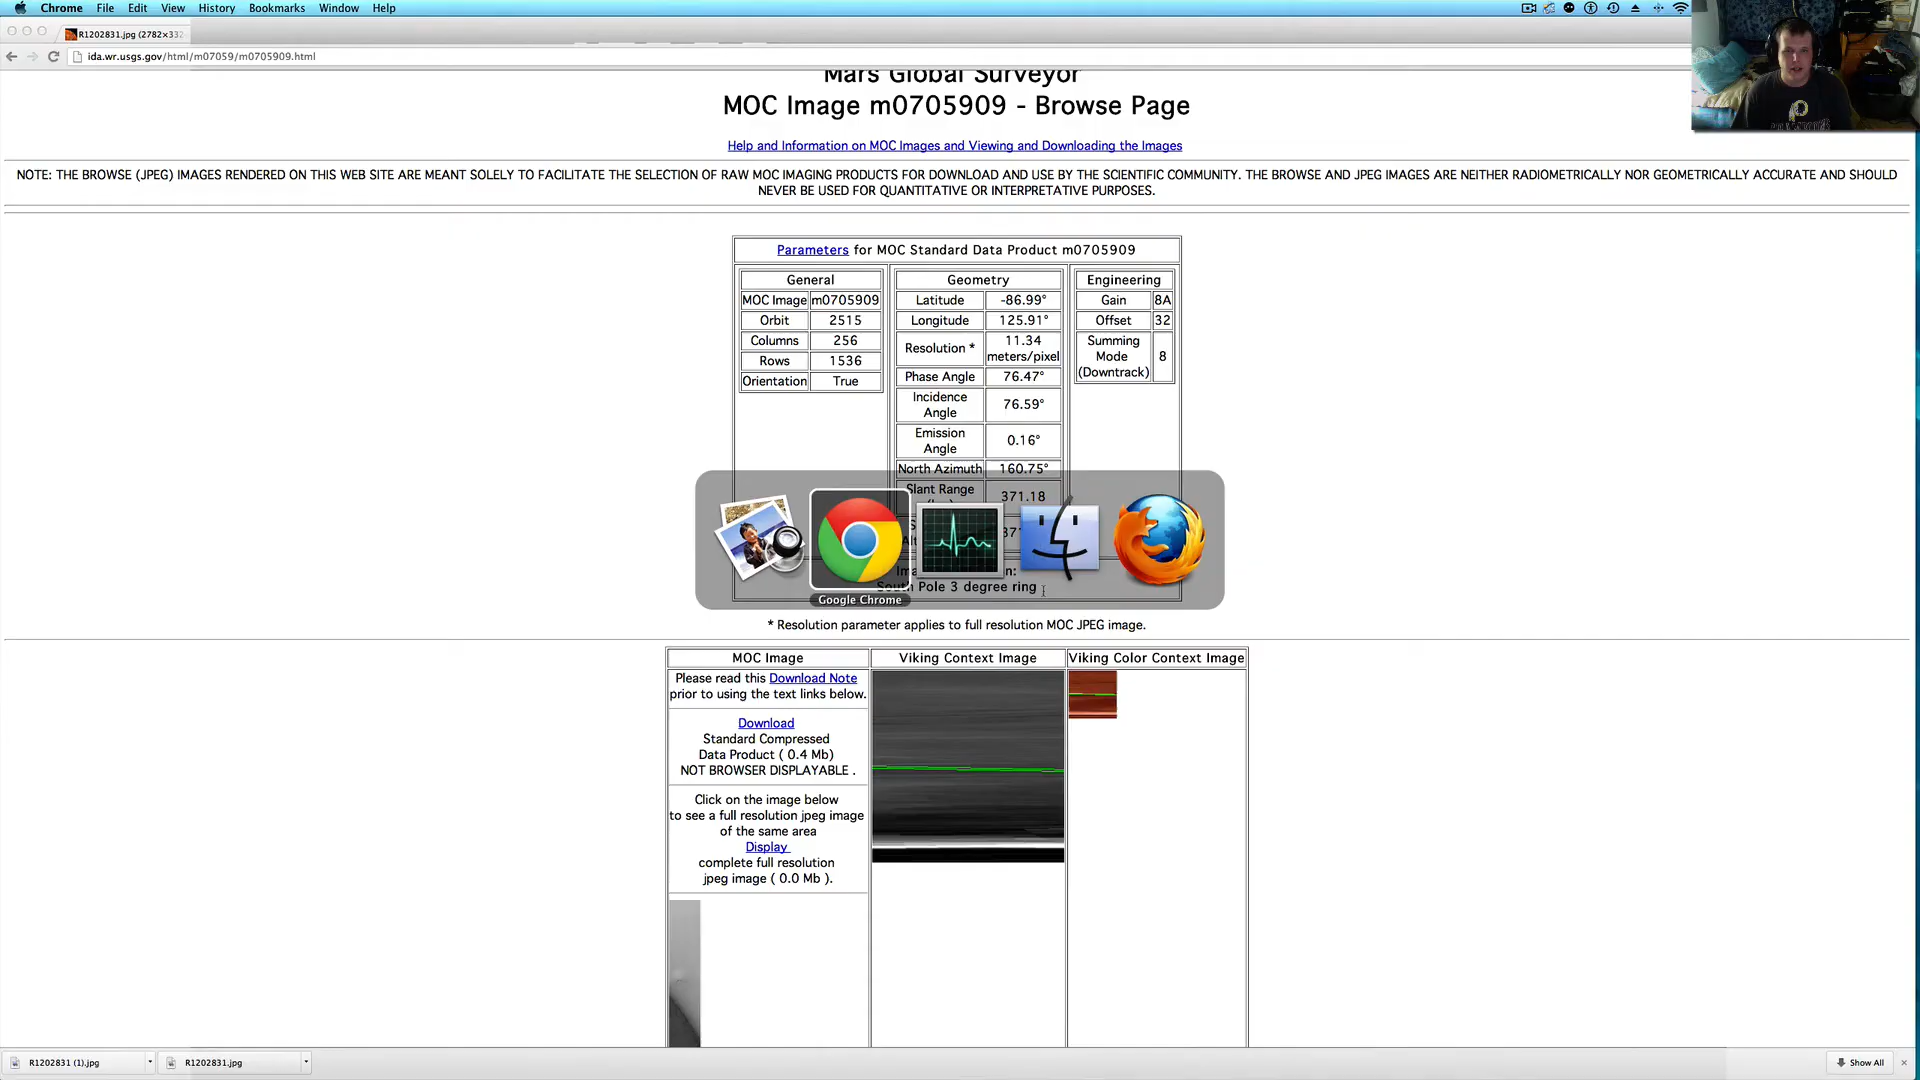 Chrome File Edit View History Bookmarks Window Help
R1202831.jpg (2782×332
ida.wr.usgs.gov/html/m07059/m0705909.html
Mars Global Surveyor
MOC Image m0705909 - Browse Page
Help and Information on MOC Images and Viewing and Downloading the Images
NOTE: THE BROWSE (JPEG) IMAGES RENDERED ON THIS WEB SITE ARE MEANT SOLELY TO FACILITATE THE SELECTION OF RAW MOC IMAGING PRODUCTS FOR DOWNLOAD AND USE BY THE SCIENTIFIC COMMUNITY. THE BROWSE AND JPEG IMAGES ARE NEITHER RADIOMETRICALLY NOR GEOMETRICALLY ACCURATE AND SHOULD
NEVER BE USED FOR QUANTITATIVE OR INTERPRETATIVE PURPOSES.
Parameters for MOC Standard Data Product m0705909
General
MOC Image m0705909
Orbit 2515
Columns 256
Rows 1536
Orientation True
Geometry
Latitude -86.99°
Longitude 125.91°
Resolution * 11.34
meters/pixel
Phase Angle 76.47°
Incidence
Angle 76.59°
Emission
Angle 0.16°
North Azimuth 160.75°
Slant Range 371.18
Engineering
Gain 8A
Offset 32
Summing
Mode
(Downtrack) 8
South Pole 3 degree ring
Google Chrome
* Resolution parameter applies to full resolution MOC JPEG image.
MOC Image
Please read this Download Note
prior to using the text links below.
Download
Standard Compressed
Data Product ( 0.4 Mb)
NOT BROWSER DISPLAYABLE .
Click on the image below
to see a full resolution jpeg image
of the same area
Display
complete full resolution
jpeg image ( 0.0 Mb ).
Viking Context Image
Viking Color Context Image
R1202831 (1).jpg
R1202831.jpg
Show All